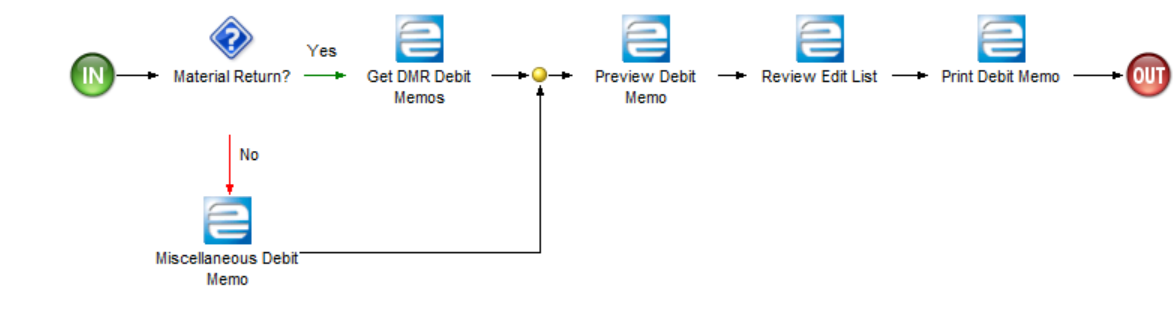 IN
Material Return?
Yes
Get DMR Debit
Memos
Preview Debit
Memo
Review Edit List
Print Debit Memo
OUT
No
Miscellaneous Debit
Memo